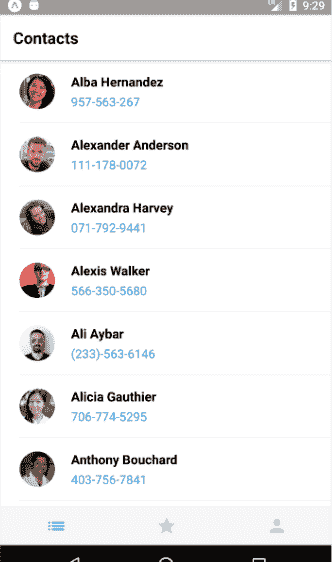 9:29
Contacts
Alba Hernandez
957-563-267
Alexander Anderson
111-178-0072
Alexandra Harvey
071-792-9441
Alexis Walker
566-350-5680
Ali Aybar
(233)-563-6146
Alicia Gauthier
706-774-5295
Anthony Bouchard
403-756-7841